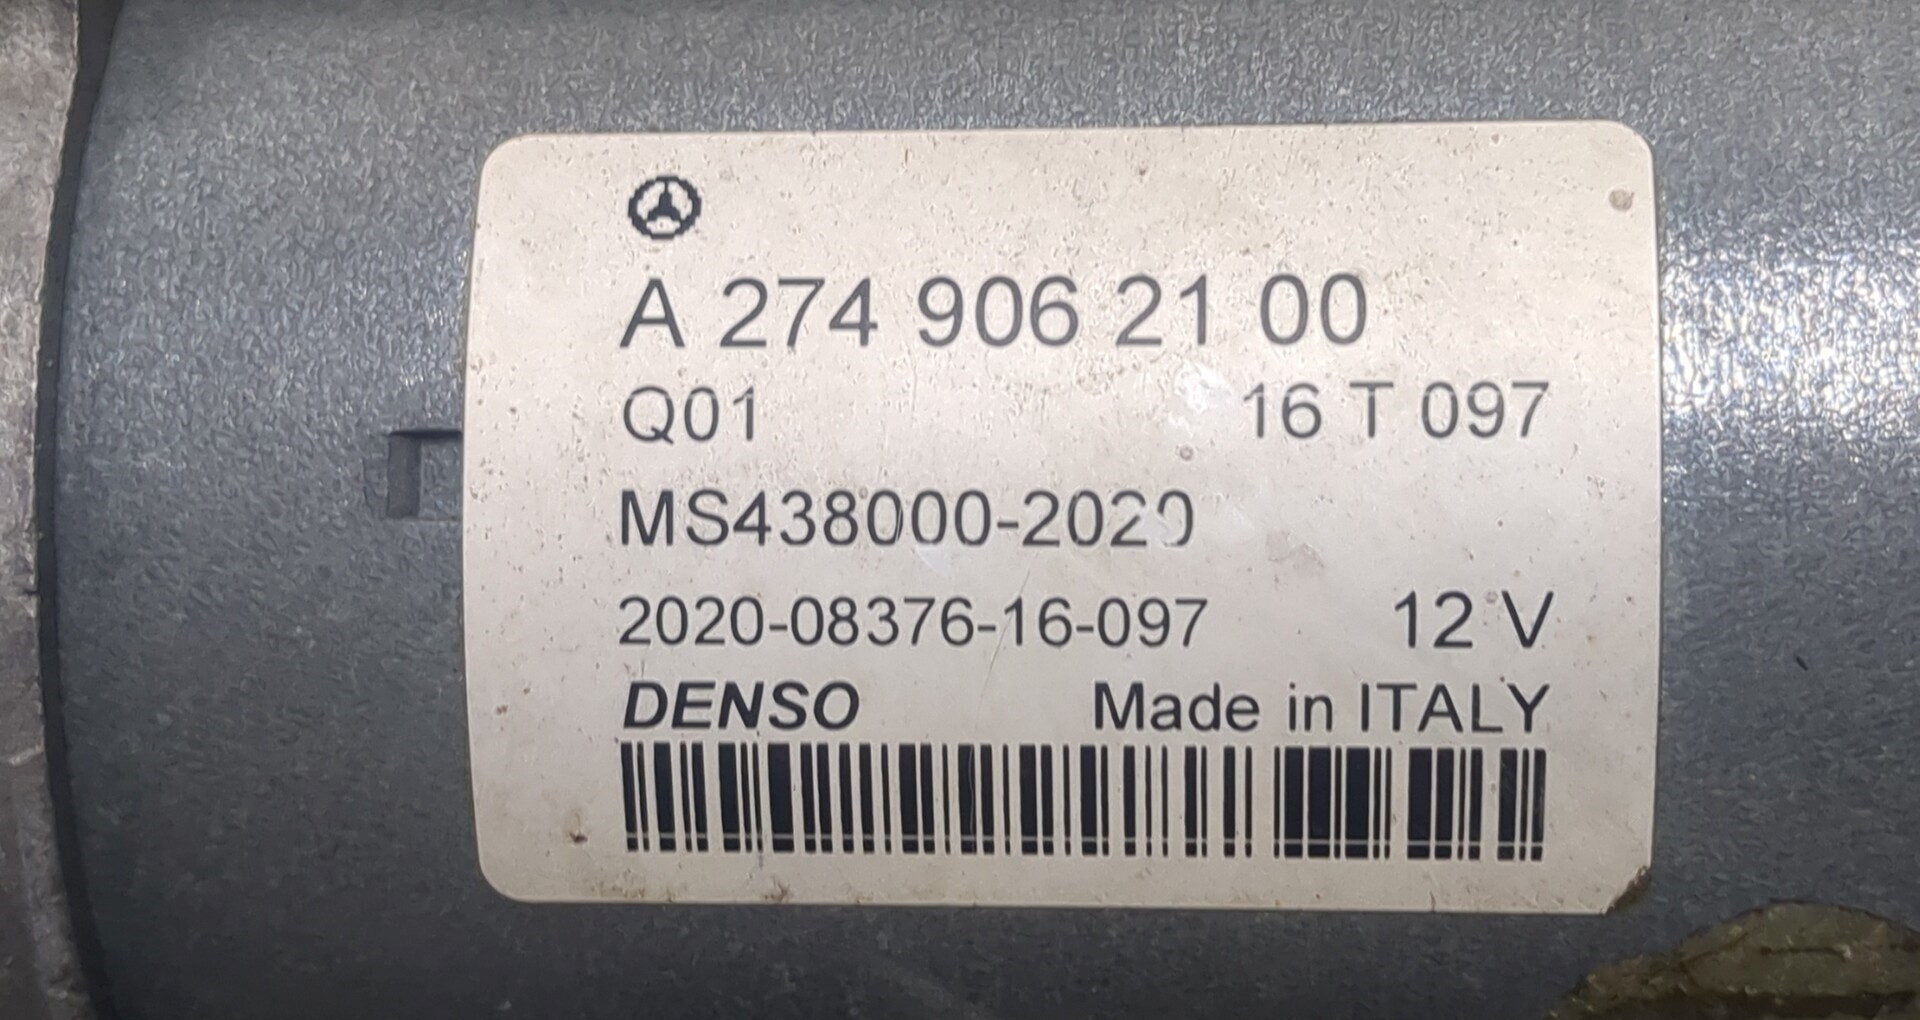 A 274 906 21 00
Q01 16 T 097
MS438000-2020
2020-08376-16-097 12 V
DENSO Made in ITALY